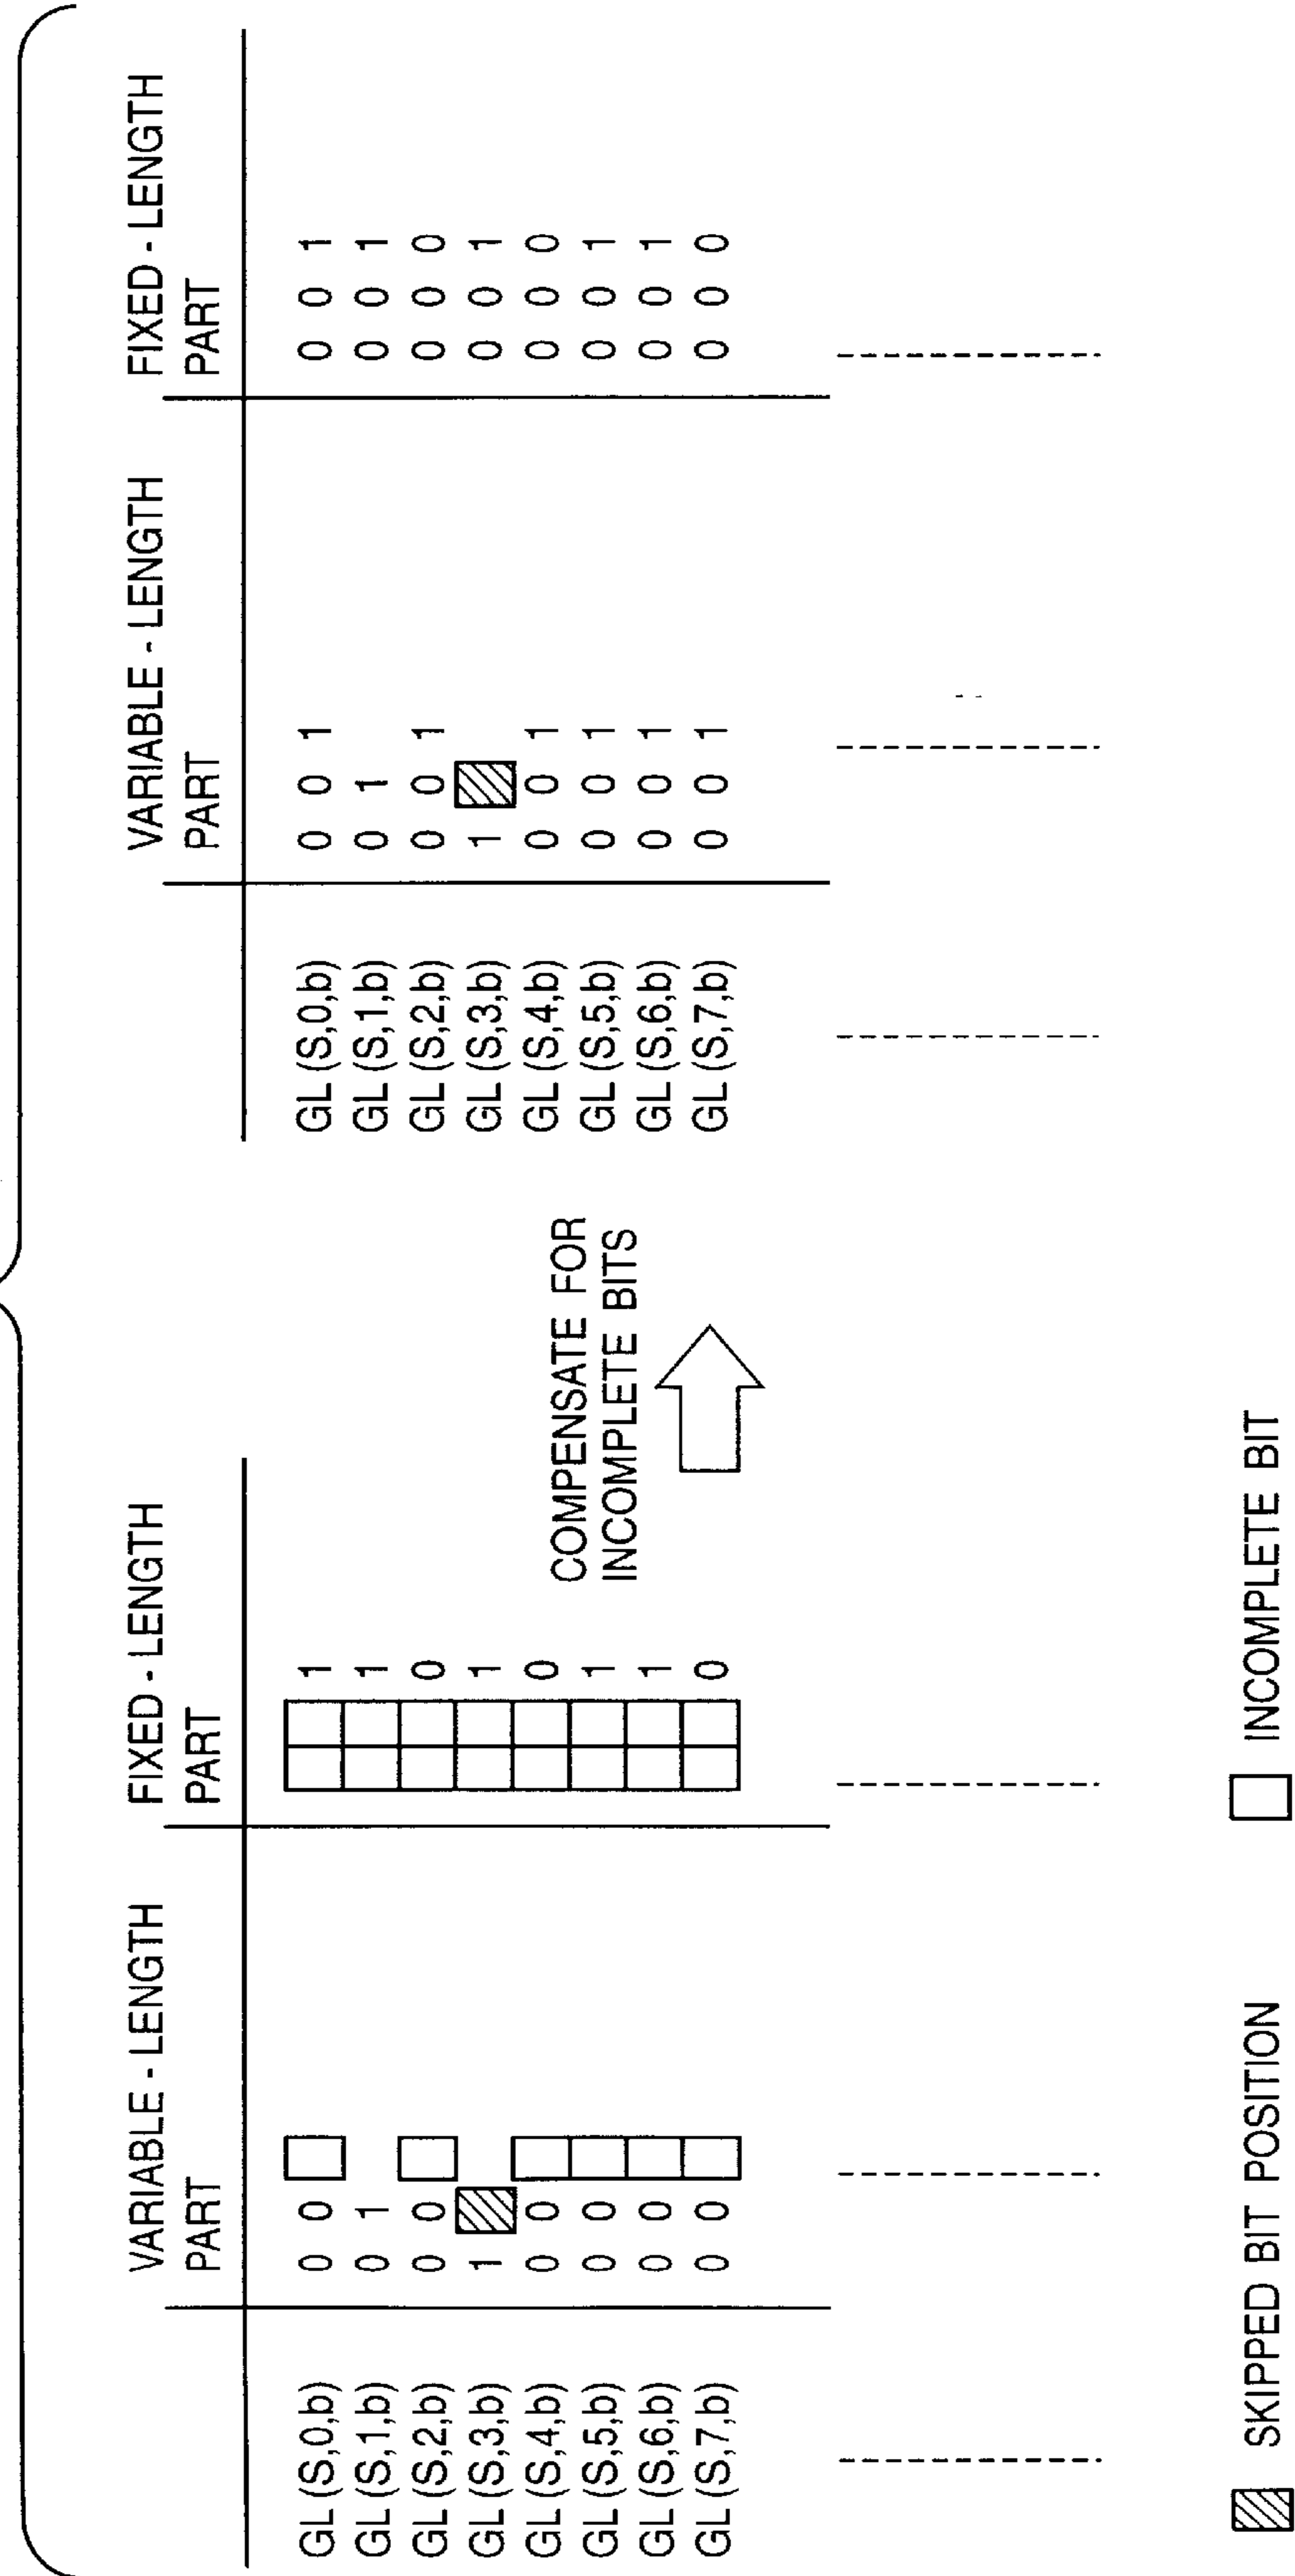 VARIABLE - LENGTH PART FIXED - LENGTH PART
GL (S,0,b) 0 0 1
GL (S,1,b) 0 1 1
GL (S,2,b) 0 0 0
GL (S,3,b) 1 1
GL (S,4,b) 0 0 0
GL (S,5,b) 0 0 1
GL (S,6,b) 0 0 1
GL (S,7,b) 0 0 0
COMPENSATE FOR
INCOMPLETE BITS
VARIABLE - LENGTH PART FIXED - LENGTH PART
GL (S,0,b) 0 0 1 0 0 1
GL (S,1,b) 0 1 0 0 1
GL (S,2,b) 0 0 1 0 0 0
GL (S,3,b) 1 0 0 1
GL (S,4,b) 0 0 1 0 0 0
GL (S,5,b) 0 0 1 0 0 1
GL (S,6,b) 0 0 1 0 0 1
GL (S,7,b) 0 0 1 0 0 0
SKIPPED BIT POSITION
INCOMPLETE BIT